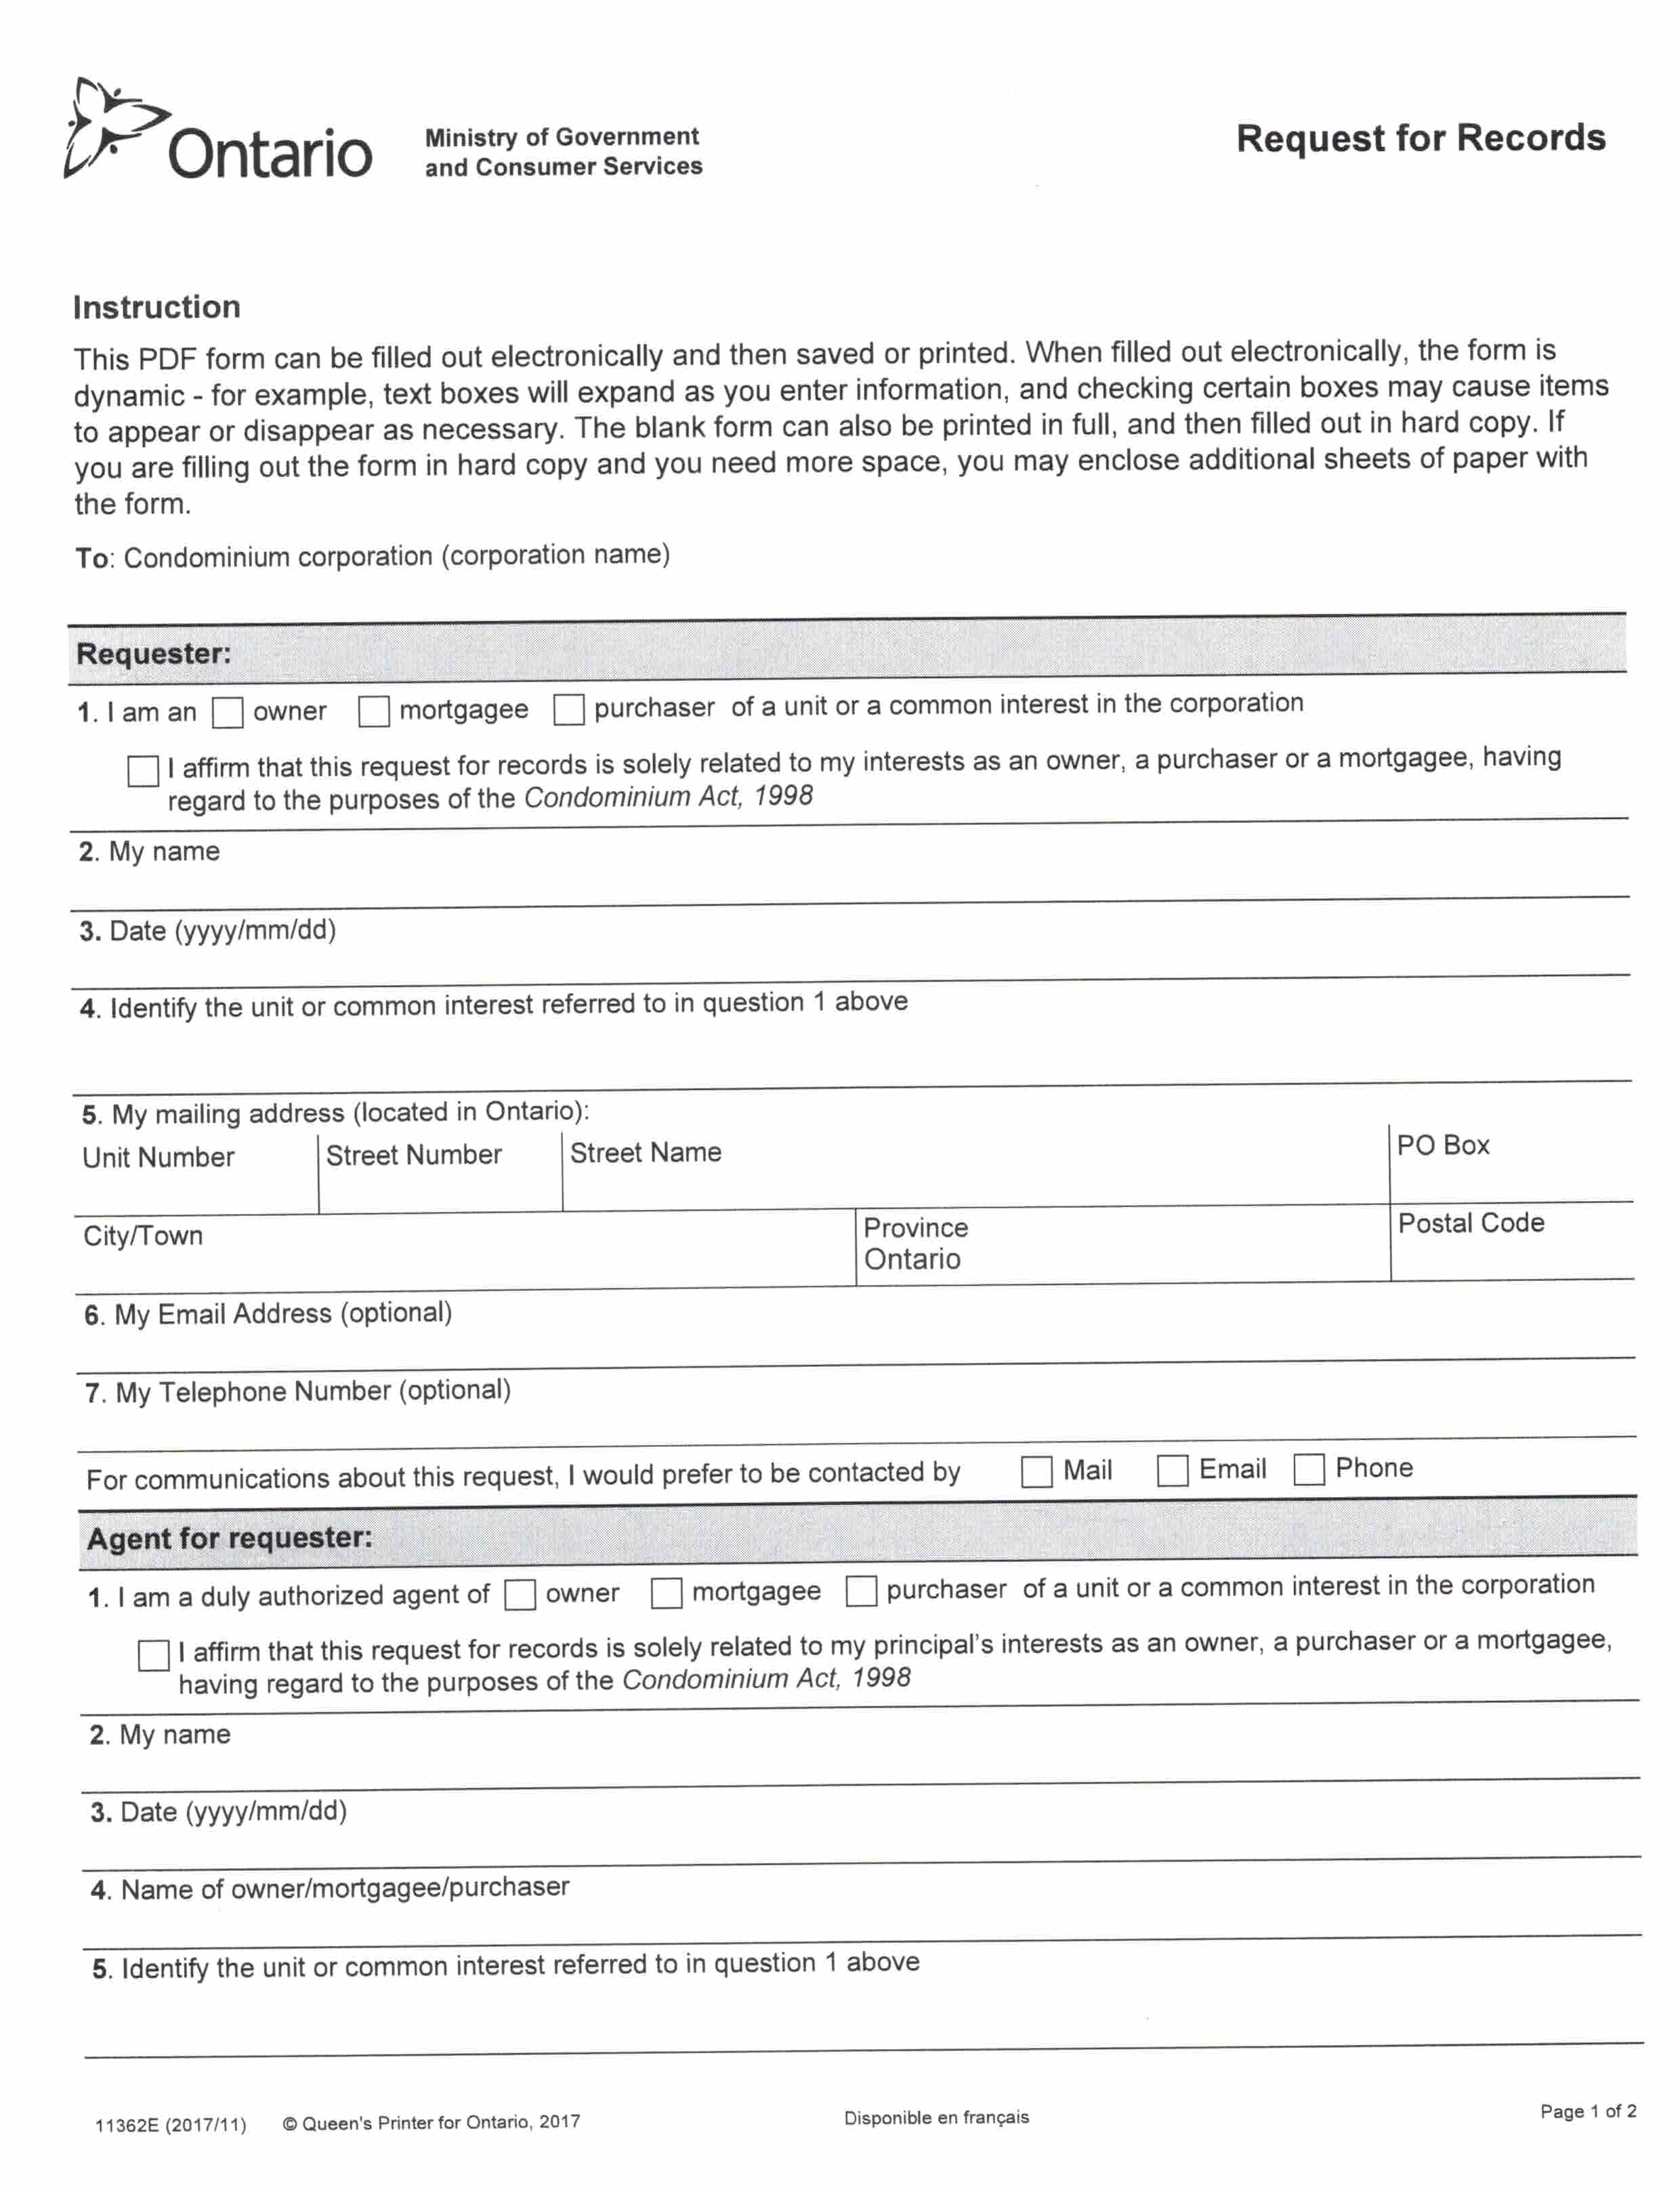 Ontario
Ministry of Government
and Consumer Services
Request for Records
Instruction
This PDF form can be filled out electronically and then saved or printed. When filled out electronically, the form is
dynamic - for example, text boxes will expand as you enter information, and checking certain boxes may cause items
to appear or disappear as necessary. The blank form can also be printed in full, and then filled out in hard copy. If
you are filling out the form in hard copy and you need more space, you may enclose additional sheets of paper with
the form.
To: Condominium corporation (corporation name)
Requester:
1. I am an owner mortgagee purchaser of a unit or a common interest in the corporation
I affirm that this request for records is solely related to my interests as an owner, a purchaser or a mortgagee, having
regard to the purposes of the Condominium Act, 1998
2. My name
3. Date (yyyy/mm/dd)
4. Identify the unit or common interest referred to in question 1 above
5. My mailing address (located in Ontario):
Unit Number Street Number Street Name PO Box
City/Town Province Postal Code
Ontario
6. My Email Address (optional)
7. My Telephone Number (optional)
For communications about this request, I would prefer to be contacted by Mail Email Phone
Agent for requester:
1. I am a duly authorized agent of owner mortgagee purchaser of a unit or a common interest in the corporation
I affirm that this request for records is solely related to my principal's interests as an owner, a purchaser or a mortgagee,
having regard to the purposes of the Condominium Act, 1998
2. My name
3. Date (yyyy/mm/dd)
4. Name of owner/mortgagee/purchaser
5. Identify the unit or common interest referred to in question 1 above
11362E (2017/11) © Queen's Printer for Ontario, 2017 Disponible en français Page 1 of 2